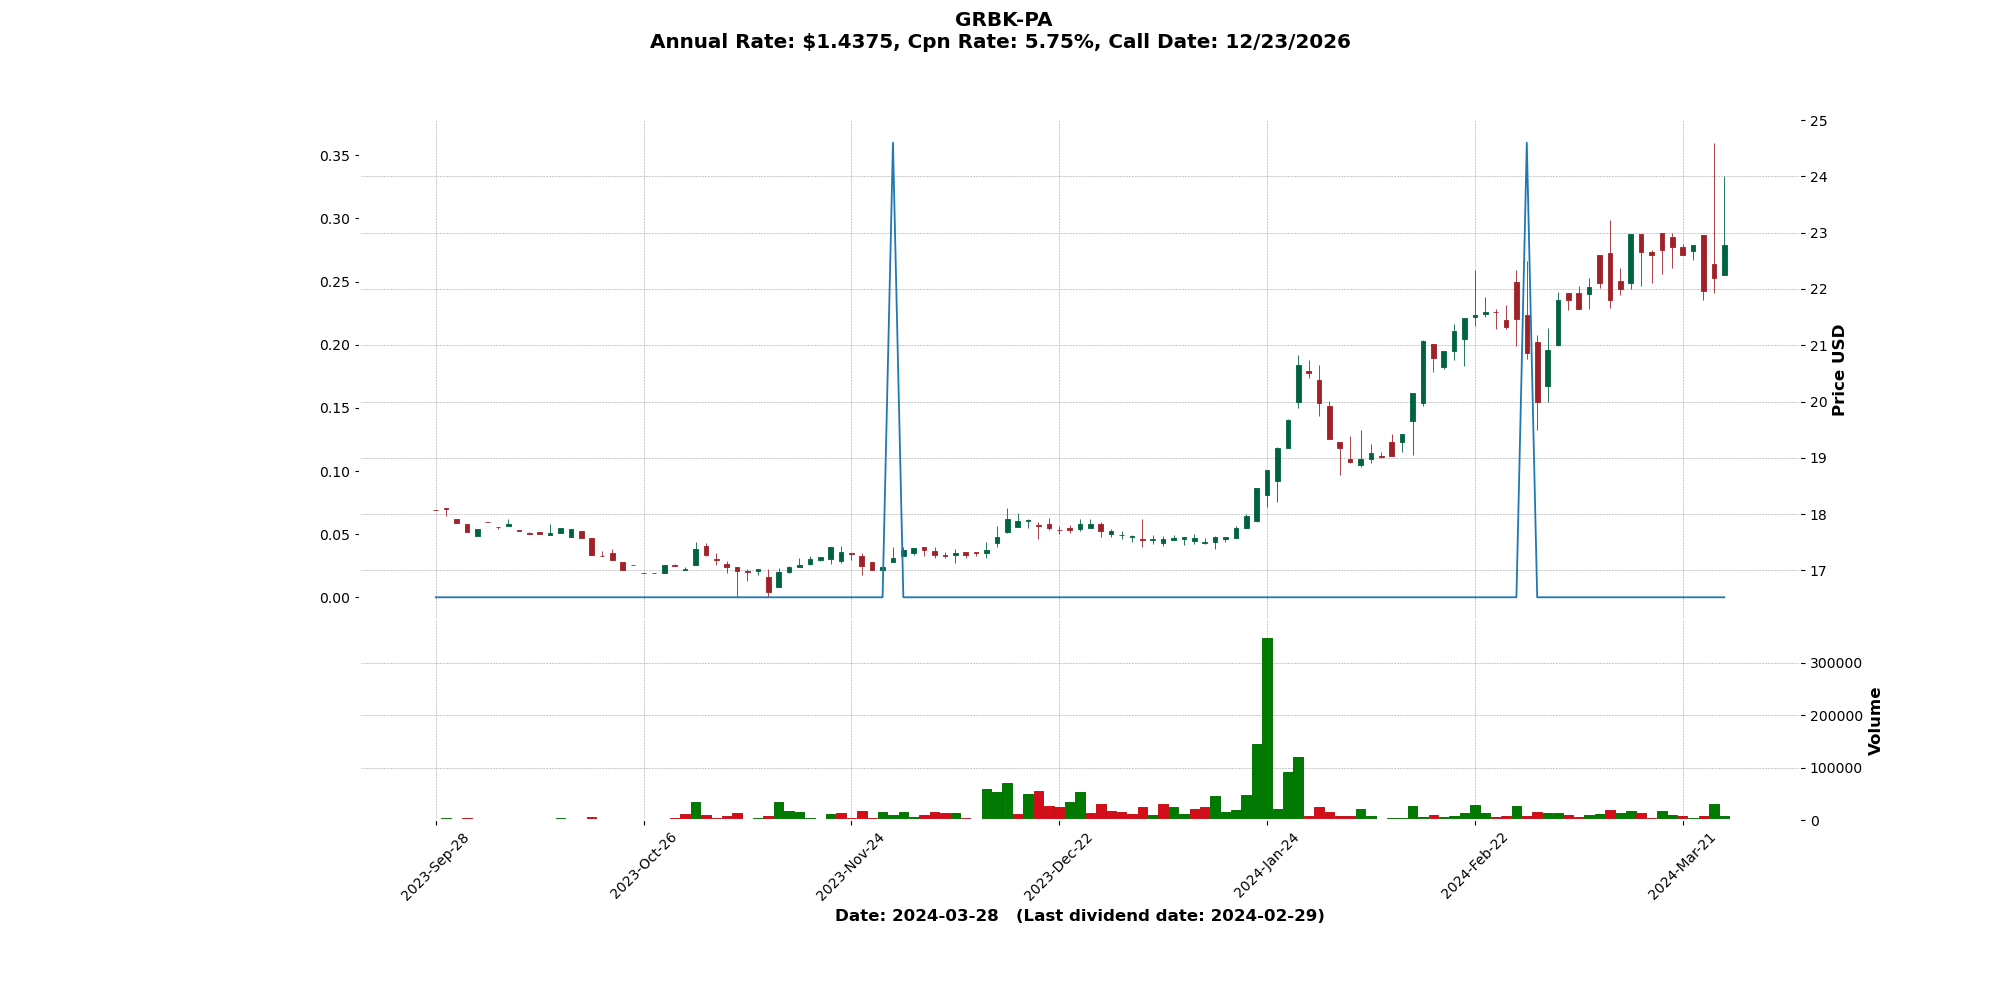 GRBK-PA
Annual Rate: $1.4375, Cpn Rate: 5.75%, Call Date: 12/23/2026
0.35
0.30
0.25
0.20
0.15
0.10
0.05
0.00
25
24
23
22
21
20
19
18
17
Price USD
300000
200000
100000
0
Volume
2023-Sep-28
2023-Oct-26
2023-Nov-24
2023-Dec-22
2024-Jan-24
2024-Feb-22
2024-Mar-21
Date: 2024-03-28 (Last dividend date: 2024-02-29)